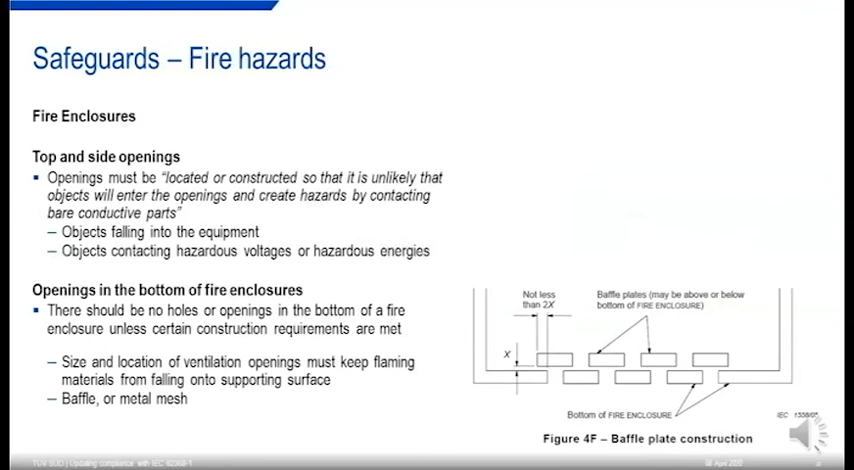 Safeguards – Fire hazards
Fire Enclosures
Top and side openings
▪ Openings must be “located or constructed so that it is unlikely that
objects will enter the openings and create hazards by contacting
bare conductive parts”
– Objects falling into the equipment
– Objects contacting hazardous voltages or hazardous energies
Openings in the bottom of fire enclosures
▪ There should be no holes or openings in the bottom of a fire
enclosure unless certain construction requirements are met
– Size and location of ventilation openings must keep flaming
materials from falling onto supporting surface
– Baffle, or metal mesh
Not less
than 2X
Baffle plates (may be above or below
bottom of FIRE ENCLOSURE)
X
Bottom of FIRE ENCLOSURE
IEC 1358/05
Figure 4F – Baffle plate construction
TÜV SÜD | Updating compliance with IEC 62368-1
April 2020